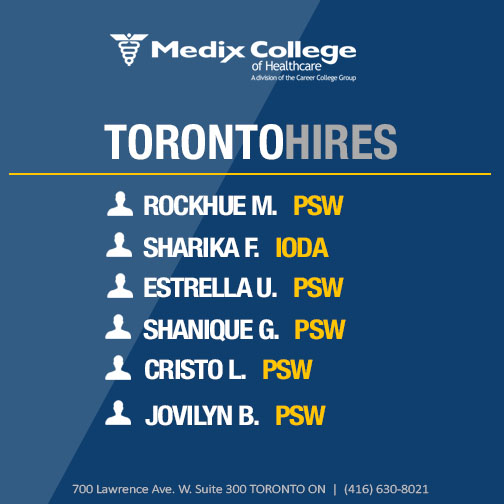 Medix College
of Healthcare
A division of the Career College Group
TORONTOHIRES
ROCKHUE M. PSW
SHARIKA F. IODA
ESTRELLA U. PSW
SHANIQUE G. PSW
CRISTO L. PSW
JOVILYN B. PSW
700 Lawrence Ave. W. Suite 300 TORONTO ON | (416) 630-8021